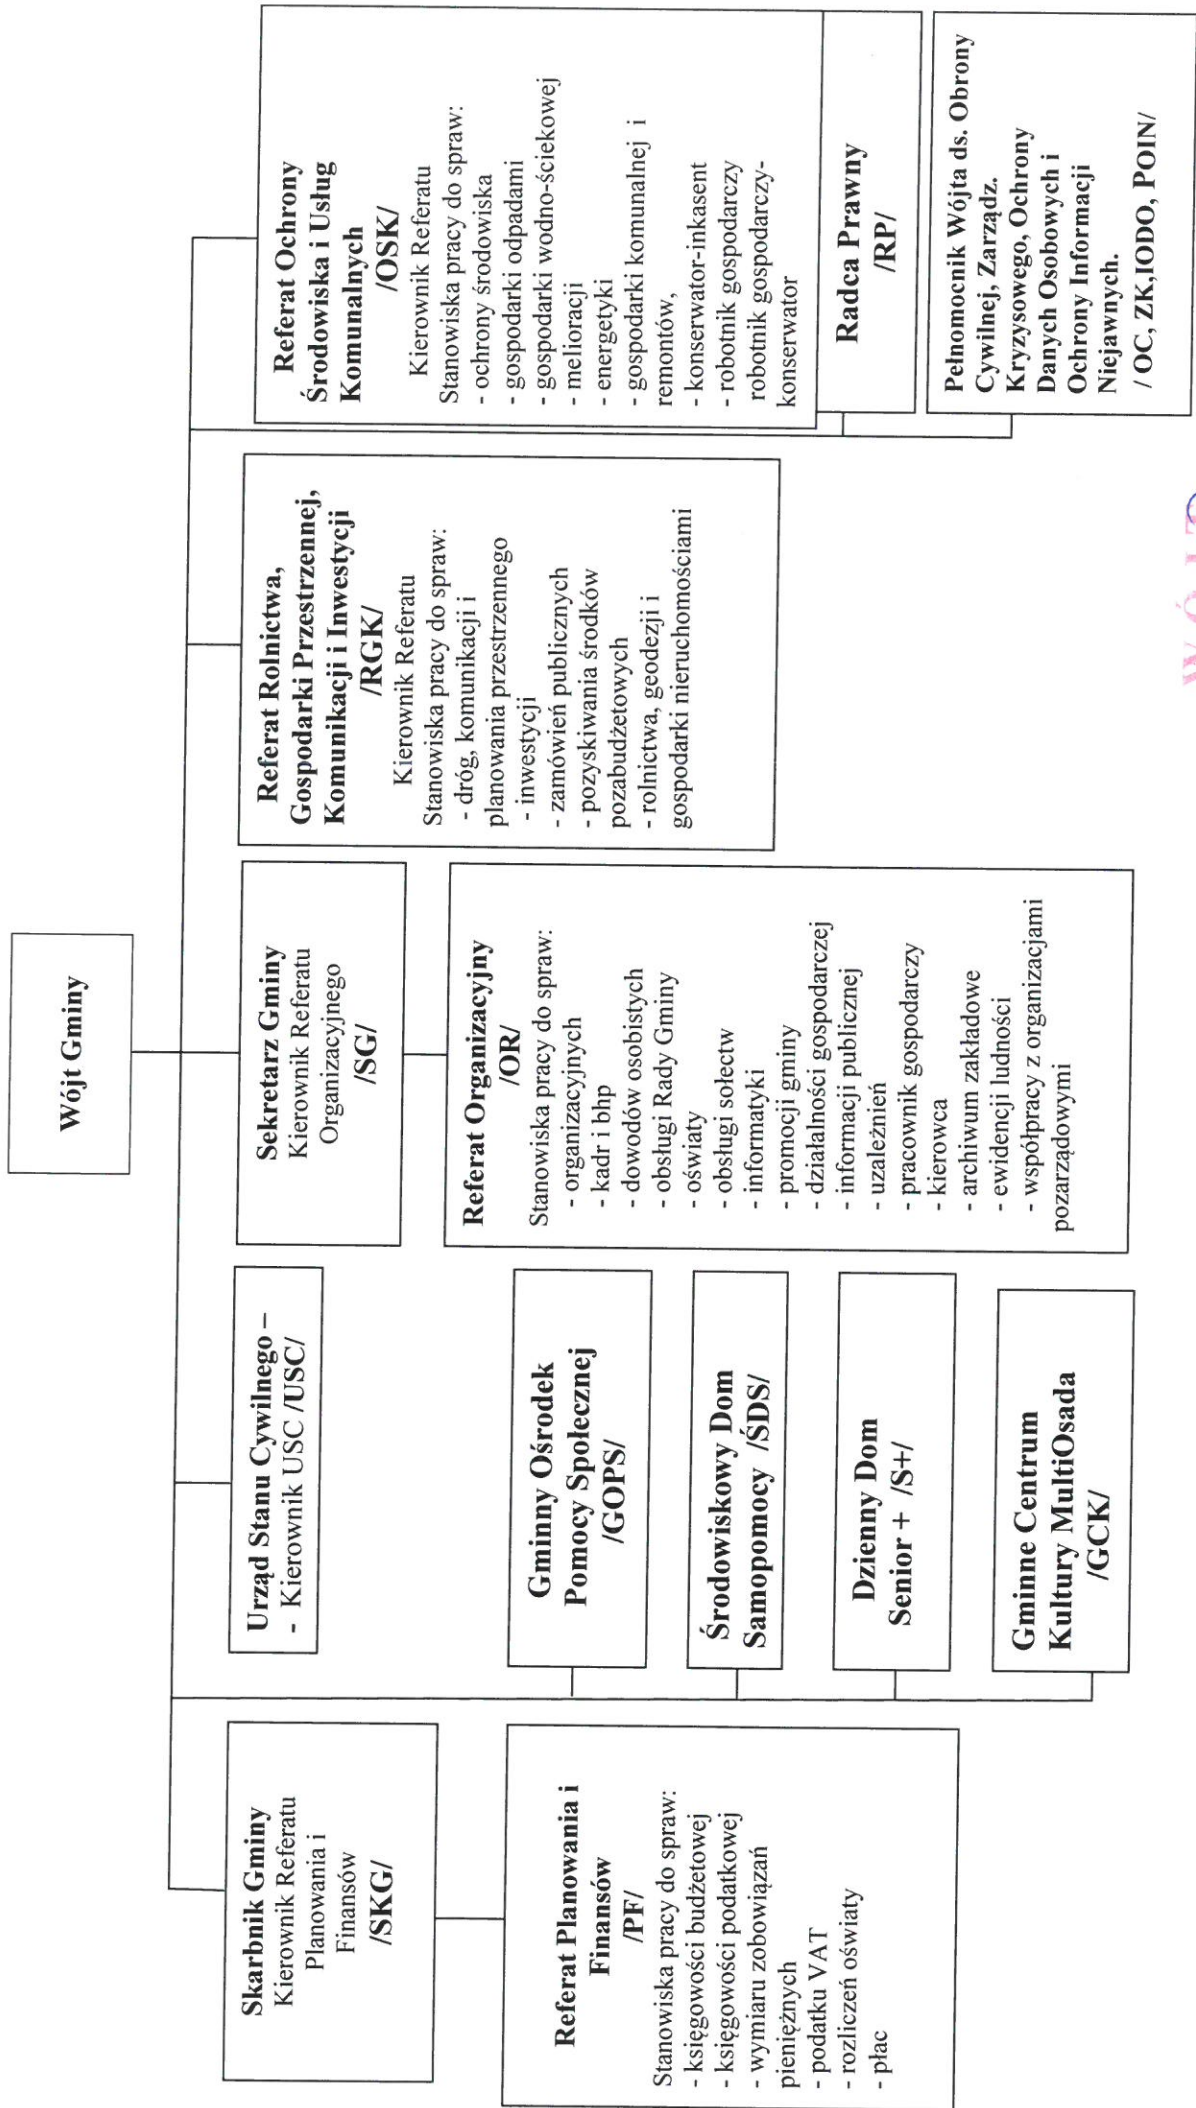 Wójt Gminy
Skarbnik Gminy
Kierownik Referatu
Planowania i
Finansów
/SKG/
Referat Planowania i
Finansów
/PF/
Stanowiska pracy do spraw:
- księgowości budżetowej
- księgowości podatkowej
- wymiaru zobowiązań
pieniężnych
- podatku VAT
- rozliczeń oświaty
- płac
Urząd Stanu Cywilnego –
- Kierownik USC /USC/
Gminny Ośrodek
Pomocy Społecznej
/GOPS/
Środowiskowy Dom
Samopomocy /ŚDS/
Dzienny Dom
Senior + /S+/
Gminne Centrum
Kultury MultiOsada
/GCK/
Sekretarz Gminy
Kierownik Referatu
Organizacyjnego
/SG/
Referat Organizacyjny
/OR/
Stanowiska pracy do spraw:
- organizacyjnych
- kadr i bhp
- dowodów osobistych
- obsługi Rady Gminy
- oświaty
- obsługi sołectw
- informatyki
- promocji gminy
- działalności gospodarczej
- informacji publicznej
- uzależnień
- pracownik gospodarczy
- kierowca
- archiwum zakładowe
- ewidencji ludności
- współpracy z organizacjami
pozarządowymi
Referat Rolnictwa,
Gospodarki Przestrzennej,
Komunikacji i Inwestycji
/RGK/
Kierownik Referatu
Stanowiska pracy do spraw:
- dróg, komunikacji i
planowania przestrzennego
- inwestycji
- zamówień publicznych
- pozyskiwania środków
pozabudżetowych
- rolnictwa, geodezji i
gospodarki nieruchomościami
Referat Ochrony
Środowiska i Usług
Komunalnych
/OSK/
Kierownik Referatu
Stanowiska pracy do spraw:
- ochrony środowiska
- gospodarki odpadami
- gospodarki wodno-ściekowej
- melioracji
- energetyki
- gospodarki komunalnej i
remontów,
- konserwator-inkasent
- robotnik gospodarczy
robotnik gospodarczy-
konserwator
Radca Prawny
/RP/
Pełnomocnik Wójta ds. Obrony
Cywilnej, Zarządz.
Kryzysowego, Ochrony
Danych Osobowych i
Ochrony Informacji
Niejawnych.
/ OC, ZK,IODO, POIN/
WÓJT